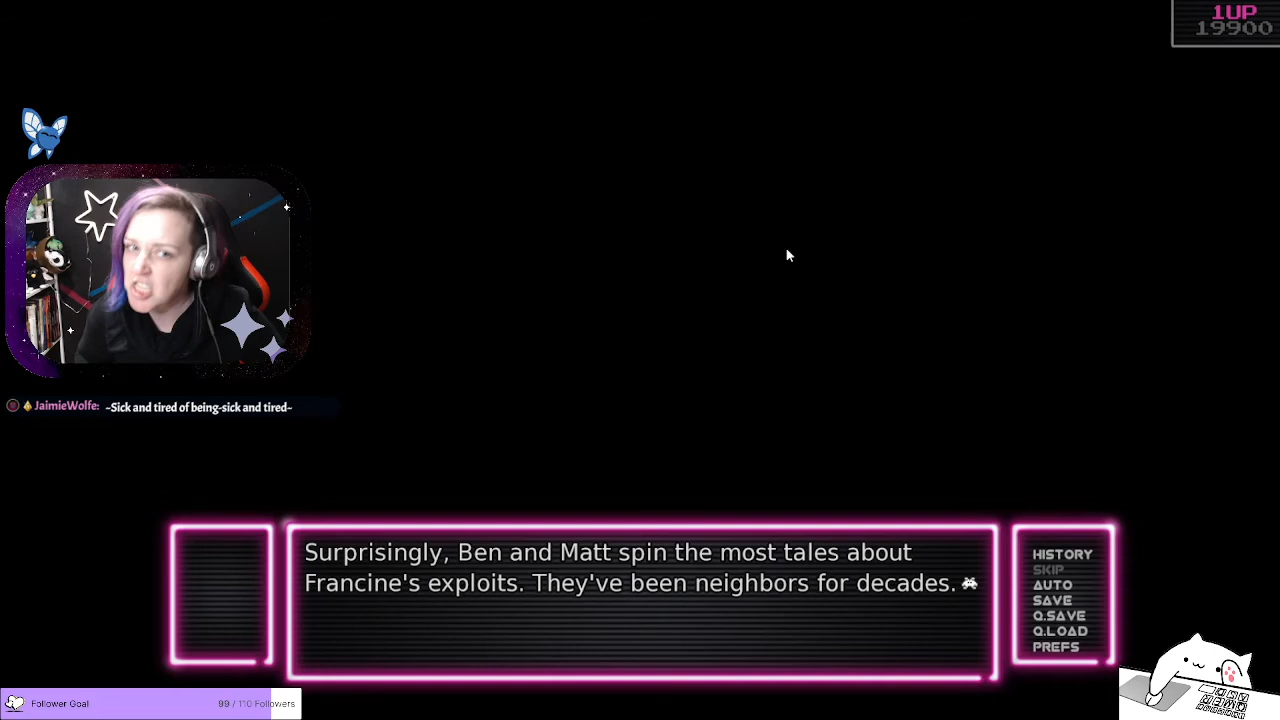 1UP
19900
JaimieWolfe: ~Sick and tired of being-sick and tired~
Surprisingly, Ben and Matt spin the most tales about
Francine's exploits. They've been neighbors for decades.
HISTORY
SKIP
AUTO
SAVE
Q.SAVE
Q.LOAD
PREFS
Follower Goal
99 / 110 Followers